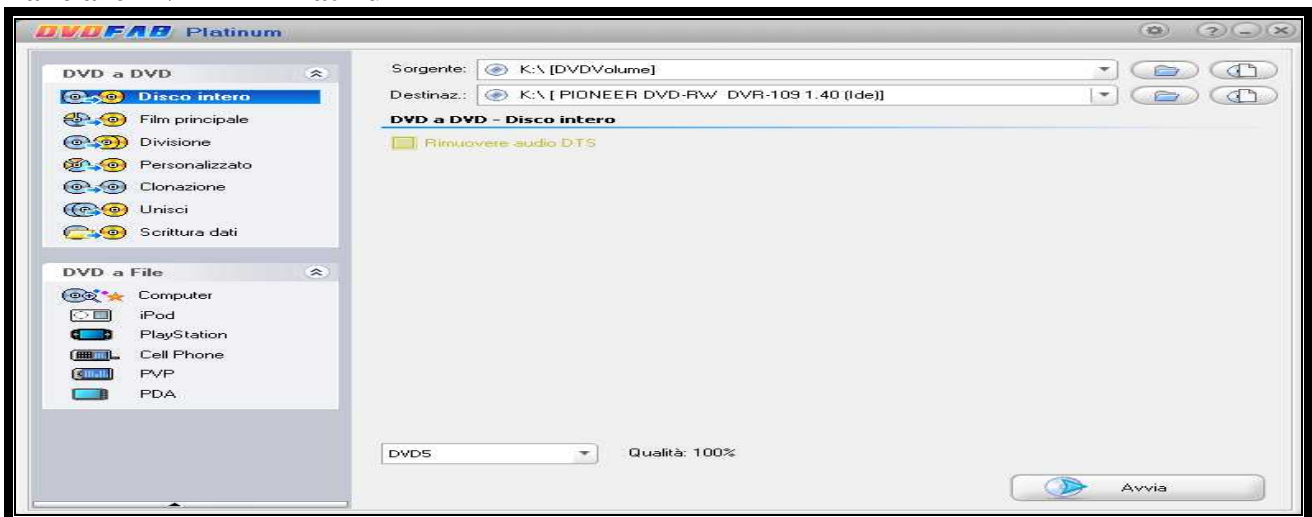 DVDFAB Platinum
DVD a DVD
Disco intero
Film principale
Divisione
Personalizzato
Clonazione
Unisci
Scrittura dati
DVD a File
Computer
iPod
PlayStation
Cell Phone
PVP
PDA
Sorgente: K:\ [DVDVolume]
Destinaz.: K:\ [ PIONEER DVD-RW DVR-109 1.40 (Ide)]
DVD a DVD - Disco intero
Rimuovere audio DTS
DVD5 Qualità: 100%
Avvia